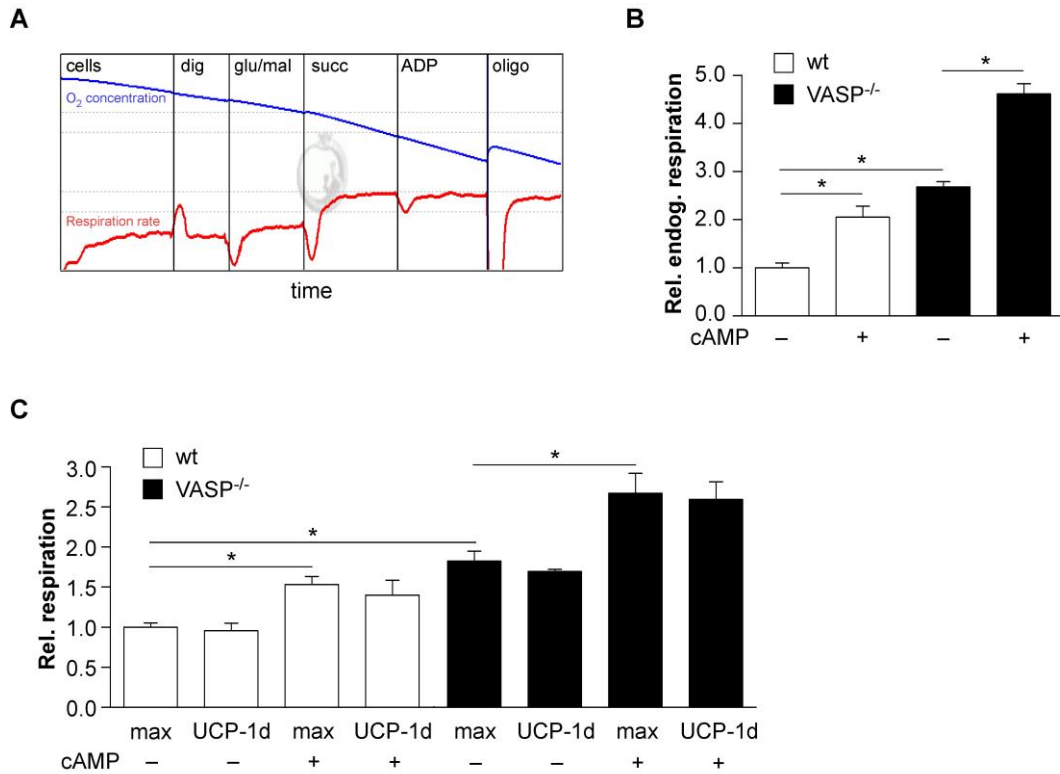 A
cells dig glu/mal succ ADP oligo
O₂ concentration
Respiration rate
time
B
wt
VASP⁻/⁻
Rel. endog. respiration
5.0
4.0
3.0
2.0
1.0
0.0
* * *
cAMP – + – +
C
wt
VASP⁻/⁻
Rel. respiration
3.0
2.5
2.0
1.5
1.0
0.5
0.0
* * *
max UCP-1d max UCP-1d max UCP-1d max UCP-1d
cAMP – – + + – – + +